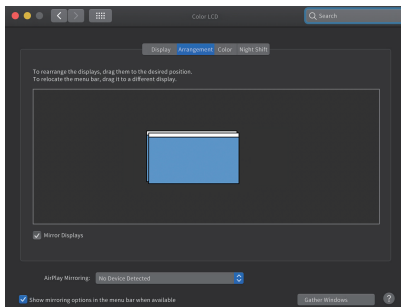 Color LCD
Search
Display Arrangement Color Night Shift
To rearrange the displays, drag them to the desired position.
To relocate the menu bar, drag it to a different display.
Mirror Displays
AirPlay Mirroring: No Device Detected
Show mirroring options in the menu bar when available
Gather Windows
?